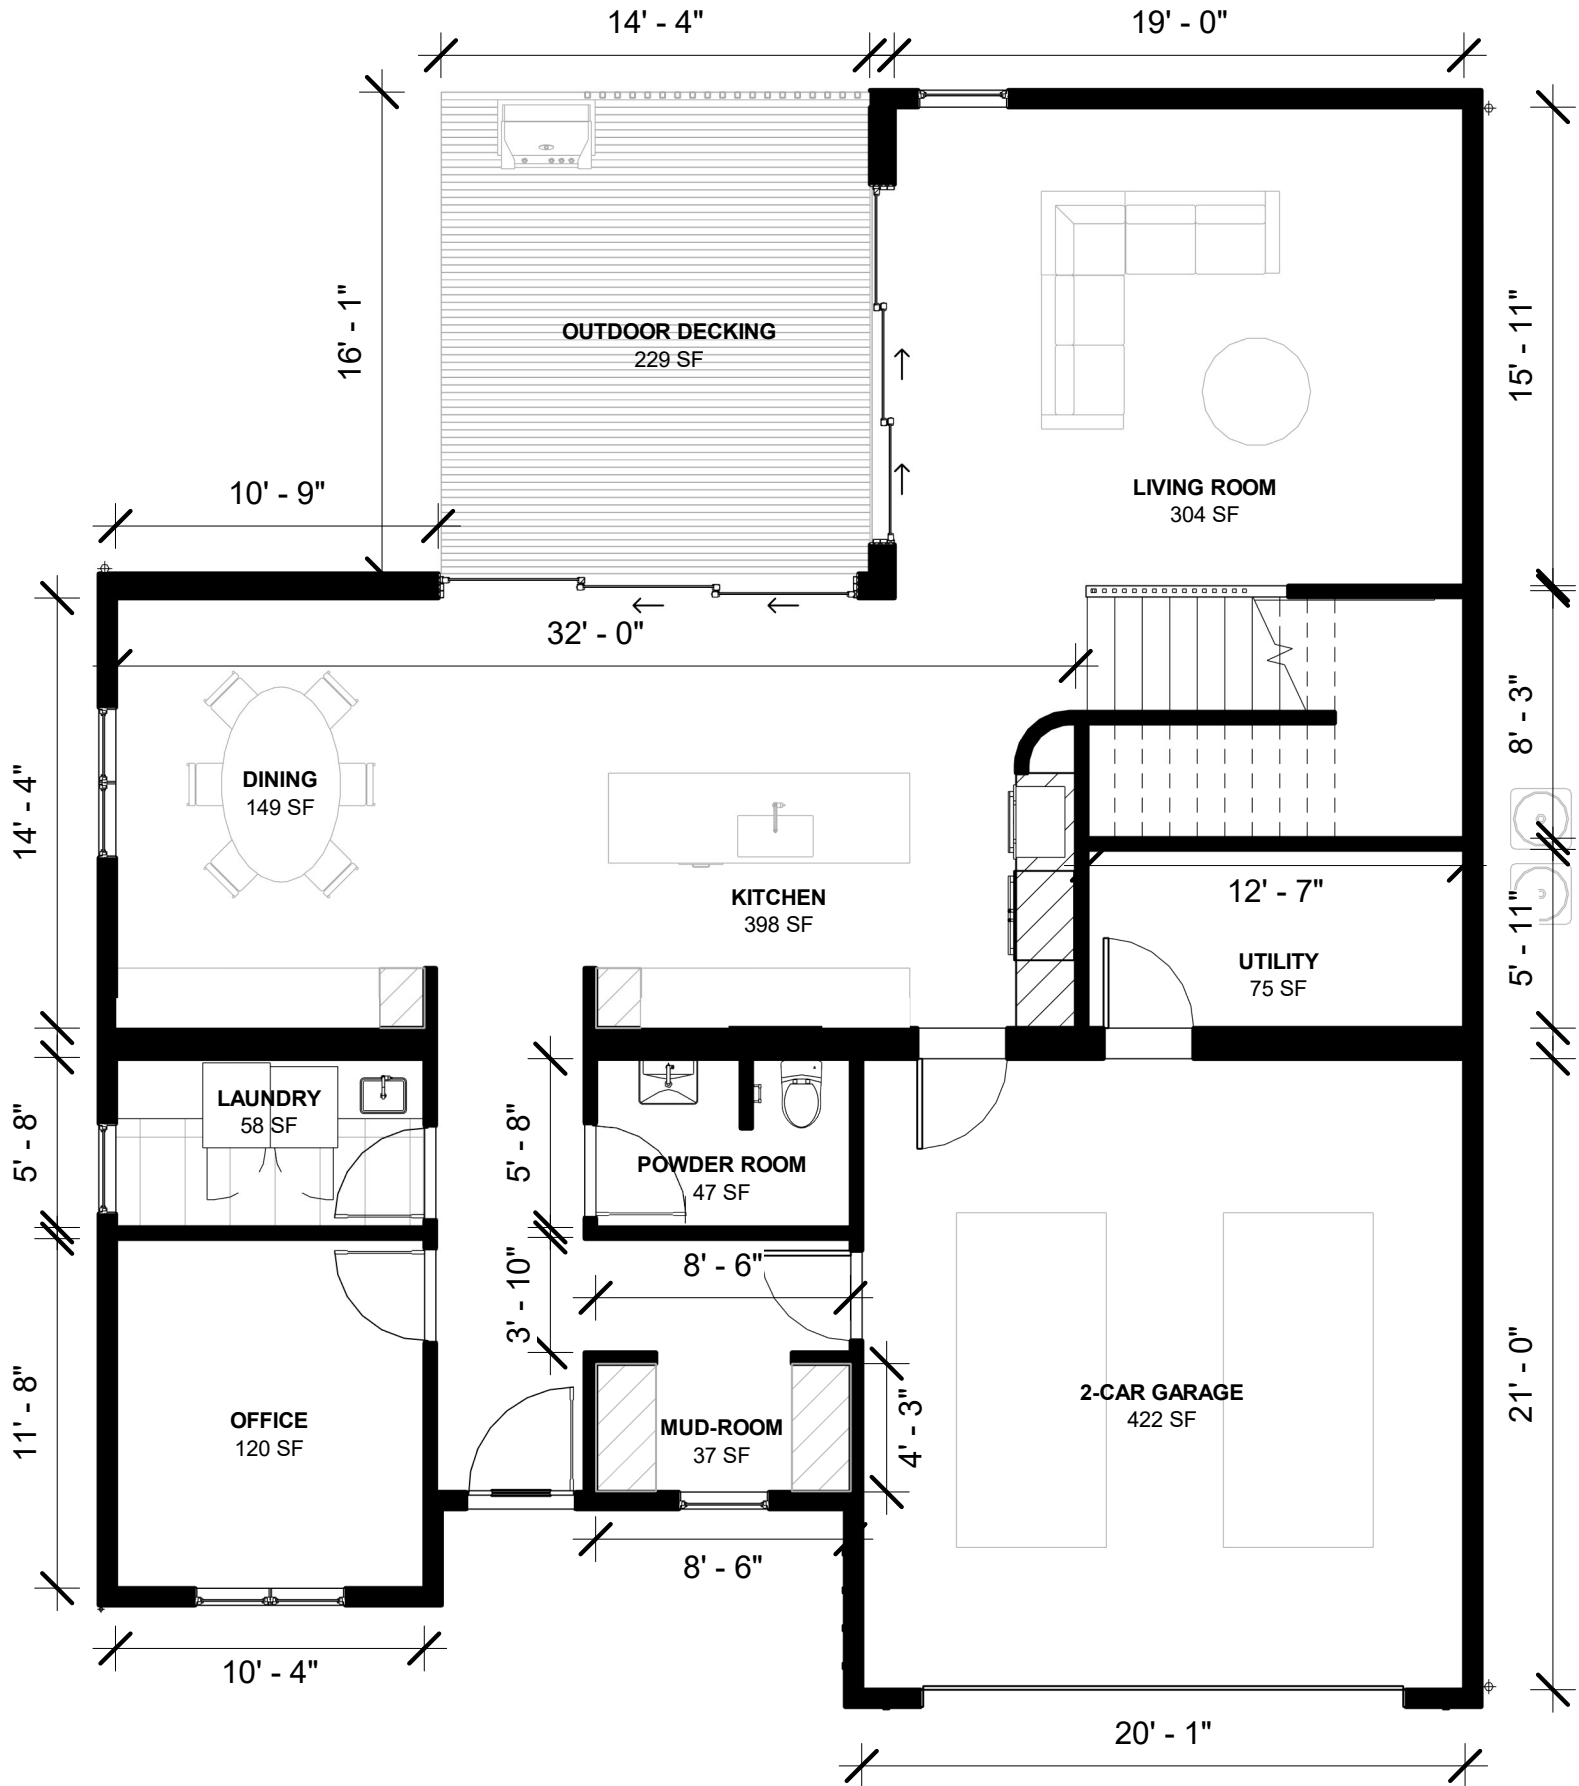 14' - 4"
19' - 0"
16' - 1"
15' - 11"
OUTDOOR DECKING
229 SF
10' - 9"
LIVING ROOM
304 SF
32' - 0"
8' - 3"
14' - 4"
DINING
149 SF
KITCHEN
398 SF
12' - 7"
5' - 11"
UTILITY
75 SF
5' - 8"
LAUNDRY
58 SF
5' - 8"
POWDER ROOM
47 SF
8' - 6"
3' - 10"
11' - 8"
OFFICE
120 SF
MUD-ROOM
37 SF
4' - 3"
2-CAR GARAGE
422 SF
21' - 0"
8' - 6"
10' - 4"
20' - 1"